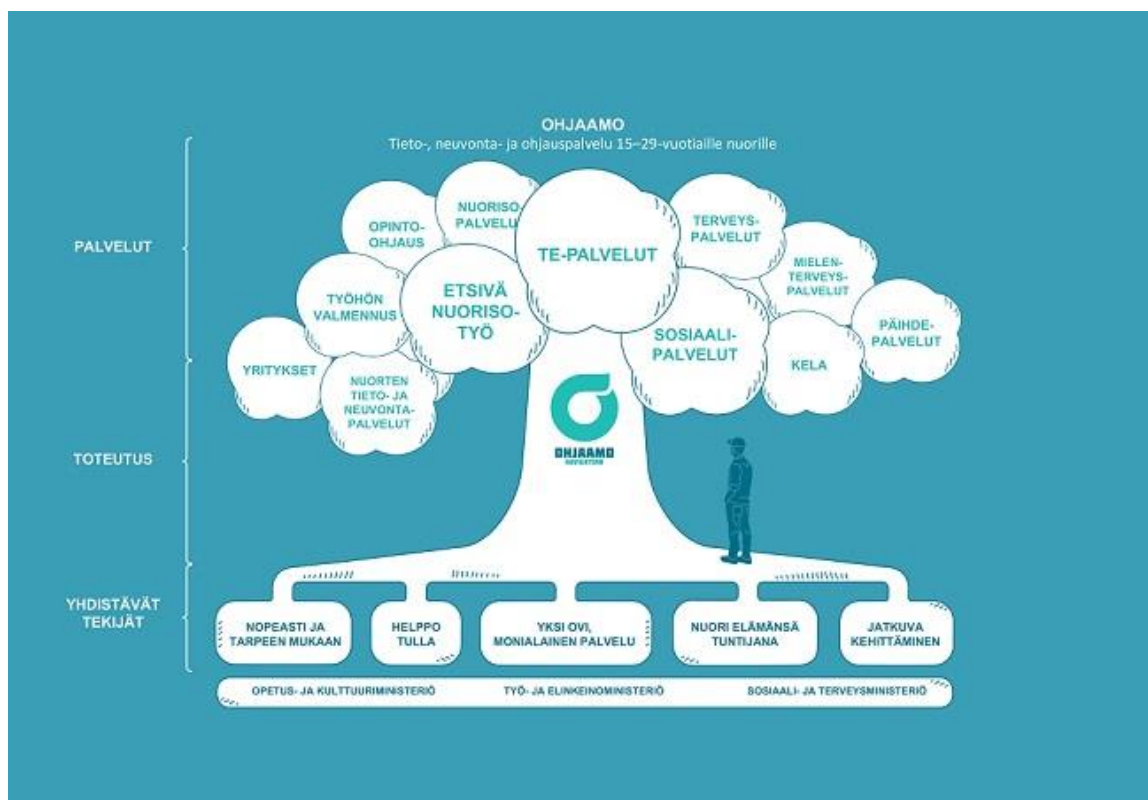 OHJAAMO
Tieto-, neuvonta- ja ohjauspalvelu 15–29-vuotiaille nuorille
PALVELUT
OPINTO-
OHJAUS
NUORISO-
PALVELU
TE-PALVELUT
TERVEYS-
PALVELUT
MIELEN-
TERVEYS-
PALVELUT
TYÖHÖN
VALMENNUS
ETSIVÄ
NUORISO-
TYÖ
SOSIAALI-
PALVELUT
PÄIHDE-
PALVELUT
YRITYKSET
NUORTEN
TIETO- JA
NEUVONTA-
PALVELUT
KELA
TOTEUTUS
OHJAAMO
NAVIGATORN
YHDISTÄVÄT
TEKIJÄT
NOPEASTI JA
TARPEEN MUKAAN
HELPPO
TULLA
YKSI OVI,
MONIALAINEN PALVELU
NUORI ELÄMÄNSÄ
TUNTIJANA
JATKUVA
KEHITTÄMINEN
OPETUS- JA KULTTUURIMINISTERIÖ
TYÖ- JA ELINKEINOMINISTERIÖ
SOSIAALI- JA TERVEYSMINISTERIÖ